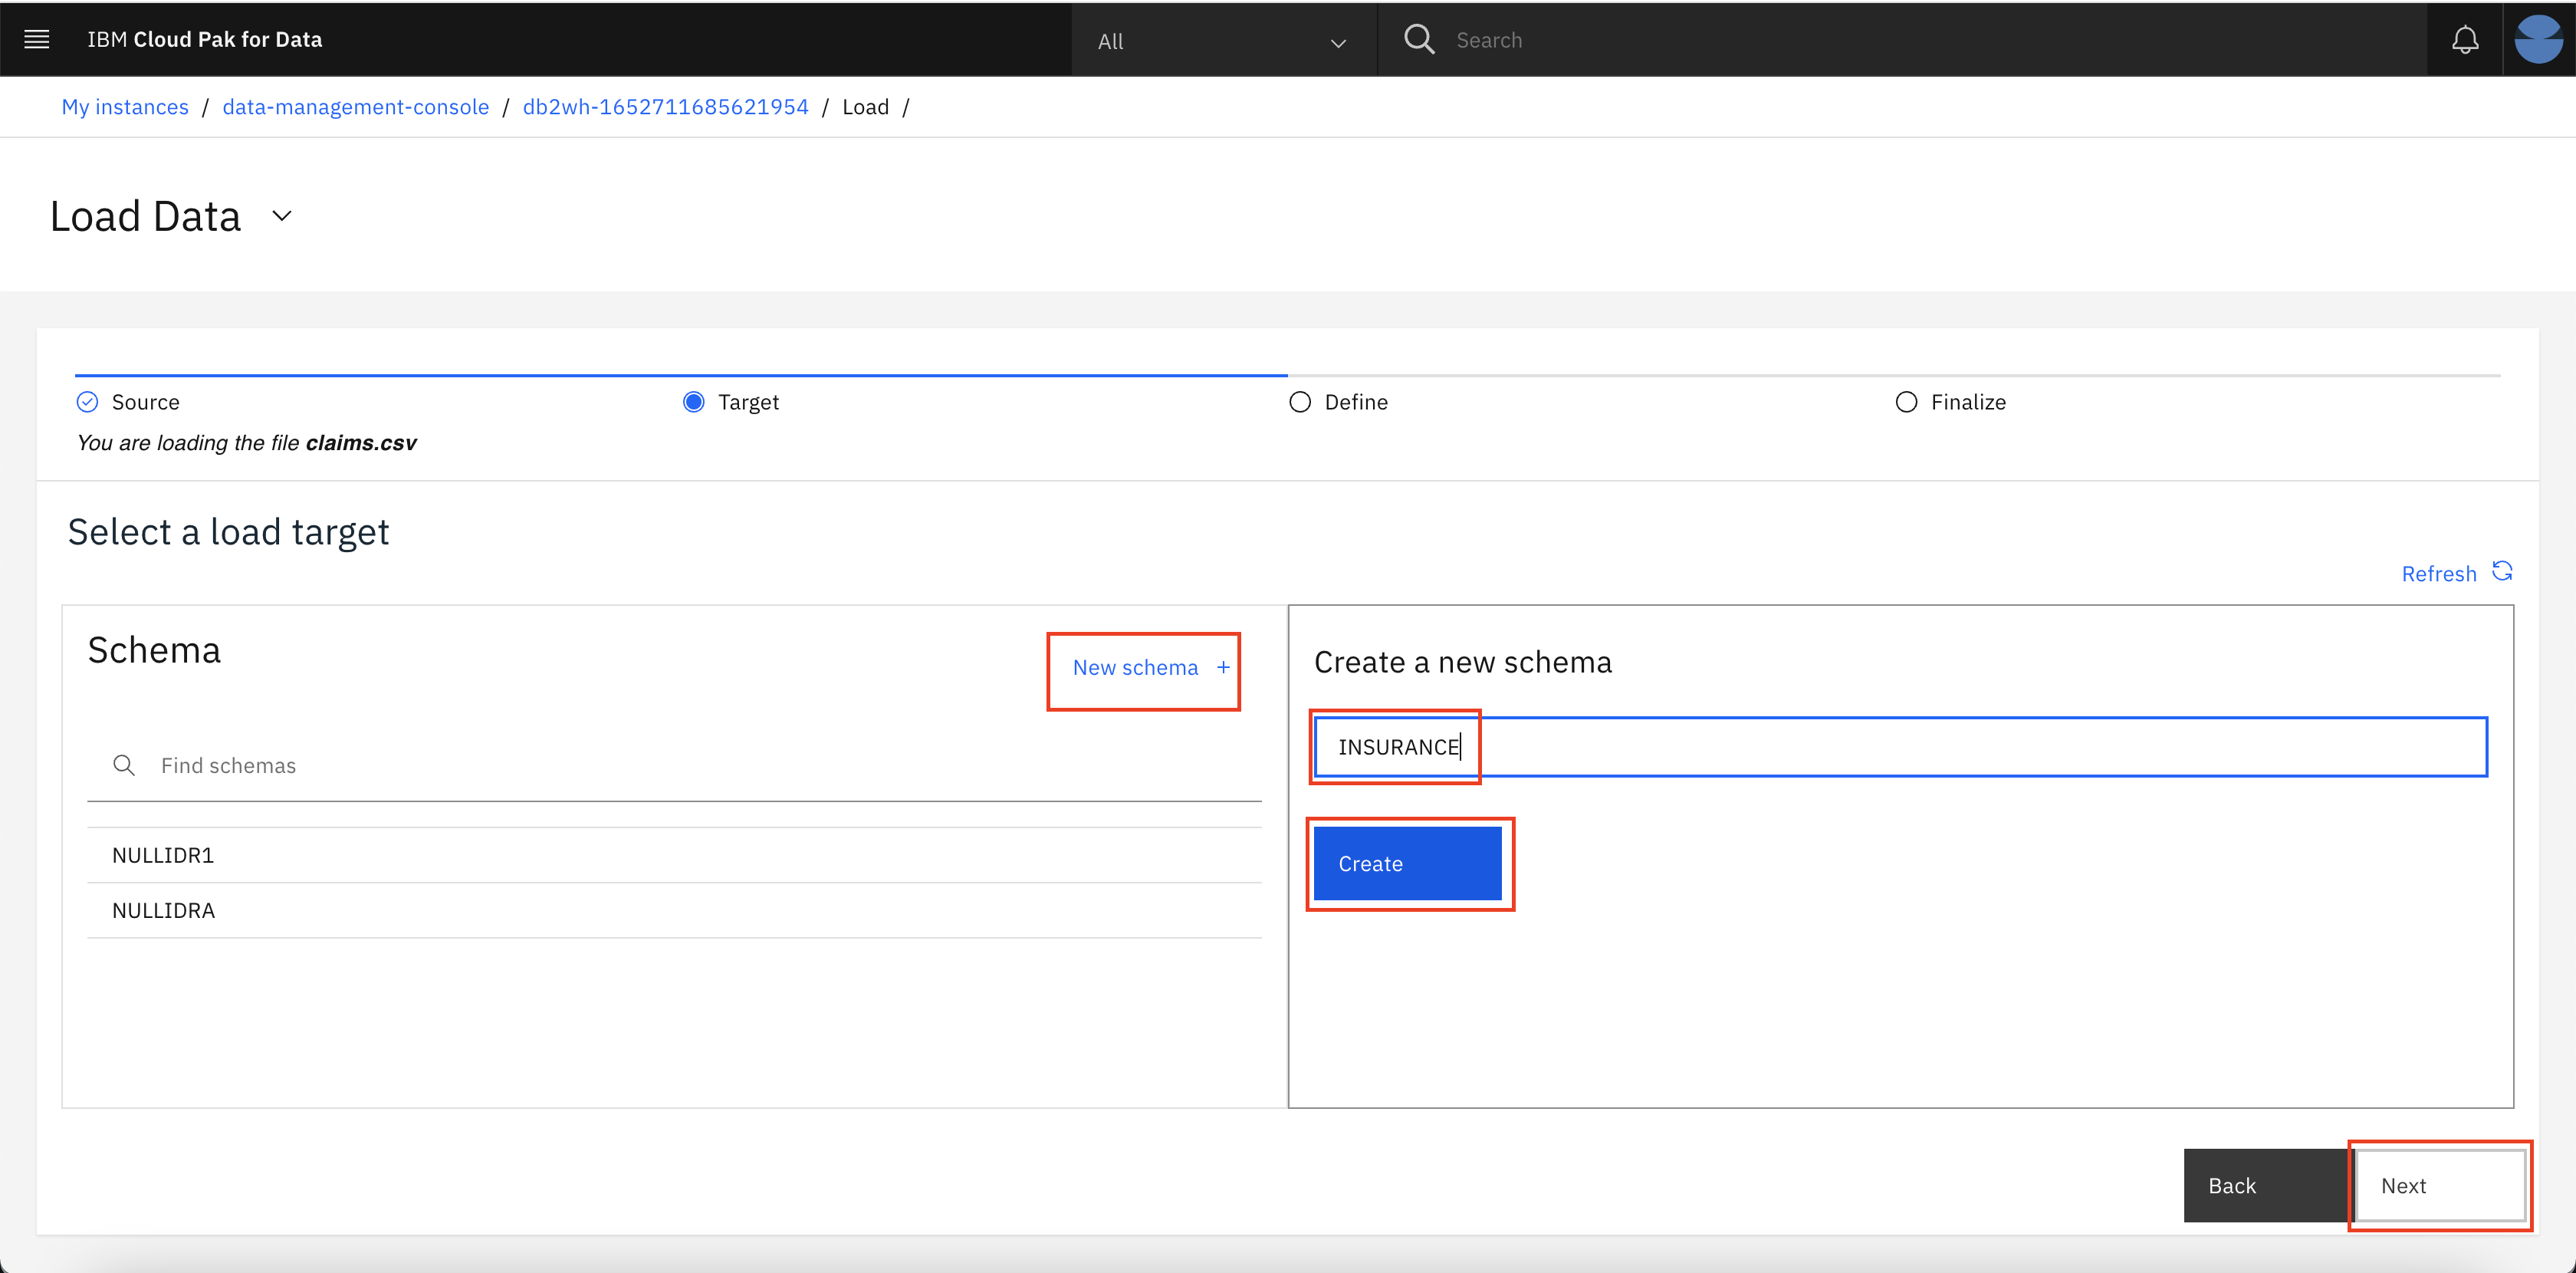 IBM Cloud Pak for Data
All
Search
My instances / data-management-console / db2wh-1652711685621954 / Load /
Load Data
Source
Target
Define
Finalize
You are loading the file claims.csv
Select a load target
Refresh
Schema
New schema +
Find schemas
NULLIDR1
NULLIDRA
Create a new schema
INSURANCE
Create
Back
Next